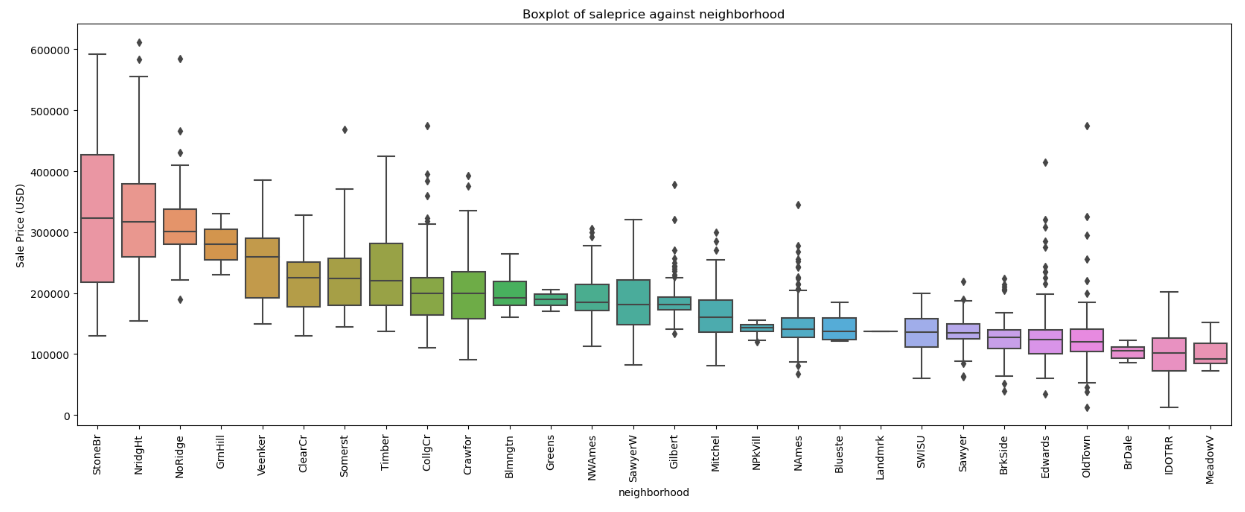 Boxplot of saleprice against neighborhood
Sale Price (USD)
600000
500000
400000
300000
200000
100000
0
StoneBr
NridgHt
NoRidge
GrnHill
Veenker
ClearCr
Somerst
Timber
CollgCr
Crawfor
Blmngtn
Greens
NWAmes
SawyerW
Gilbert
Mitchel
NPkVill
NAmes
Blueste
Landmrk
SWISU
Sawyer
BrkSide
Edwards
OldTown
BrDale
IDOTRR
MeadowV
neighborhood